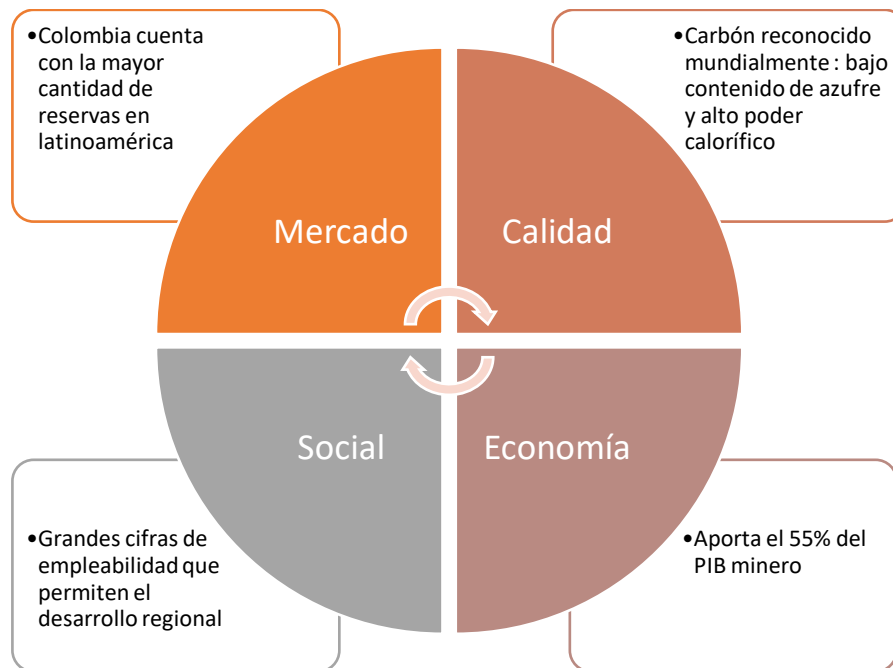 •Colombia cuenta
con la mayor
cantidad de
reservas en
latinoamérica
•Carbón reconocido
mundialmente : bajo
contenido de azufre
y alto poder
calorífico
Mercado
Calidad
Social
Economía
•Grandes cifras de
empleabilidad que
permiten el
desarrollo regional
•Aporta el 55% del
PIB minero